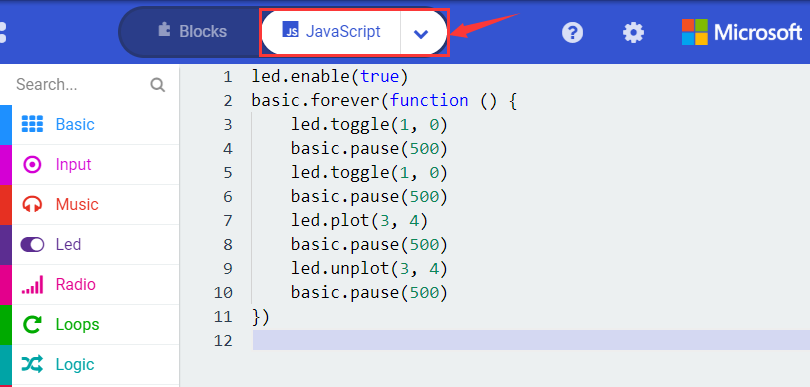 Blocks
JS JavaScript
?
Microsoft
Search...
Basic
Input
Music
Led
Radio
Loops
Logic
1 led.enable(true)
2 basic.forever(function () {
3 led.toggle(1, 0)
4 basic.pause(500)
5 led.toggle(1, 0)
6 basic.pause(500)
7 led.plot(3, 4)
8 basic.pause(500)
9 led.unplot(3, 4)
10 basic.pause(500)
11 })
12